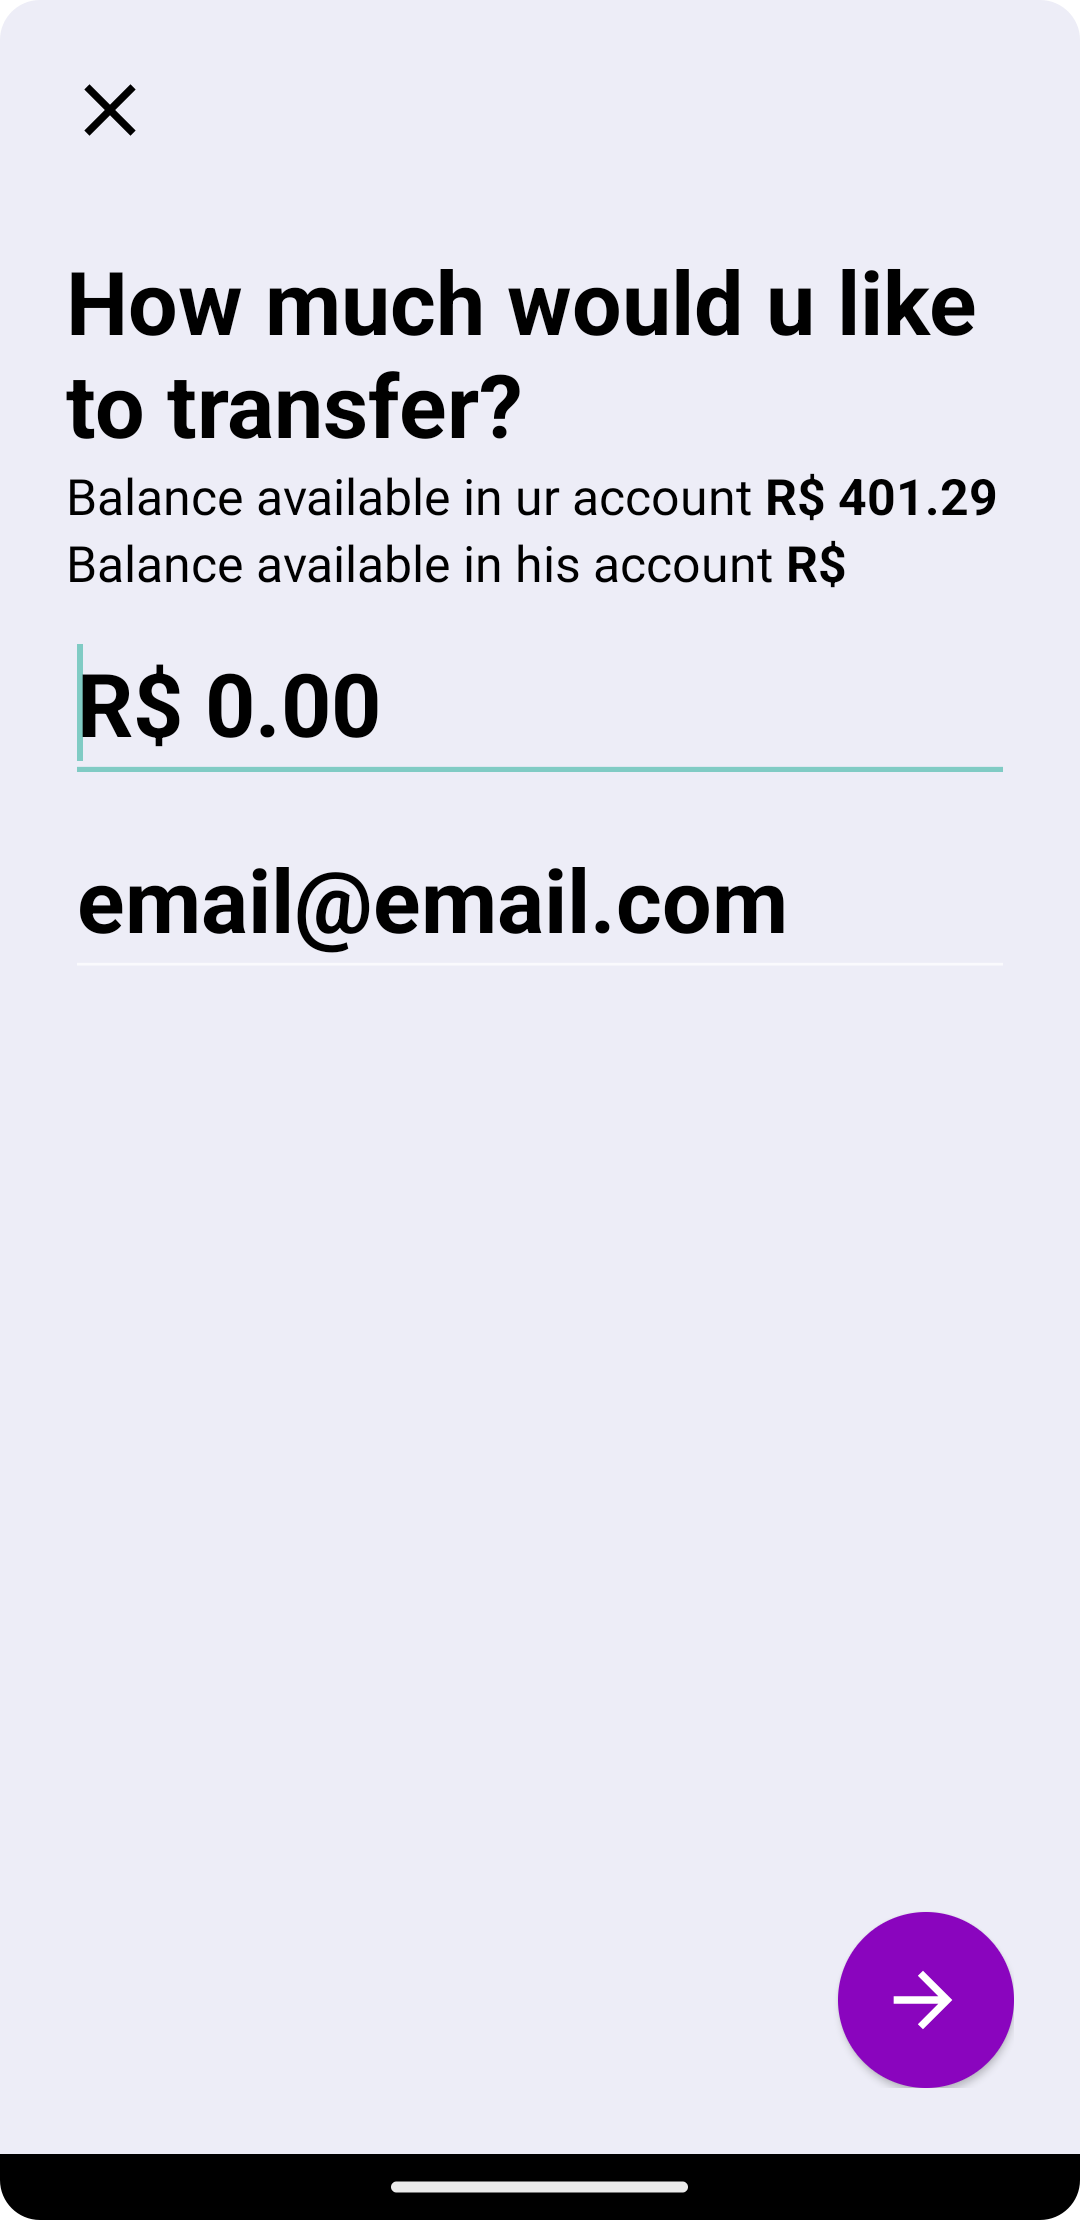 How much would u like
to transfer?
Balance available in ur account R$ 401.29
Balance available in his account R$
R$ 0.00
email@email.com